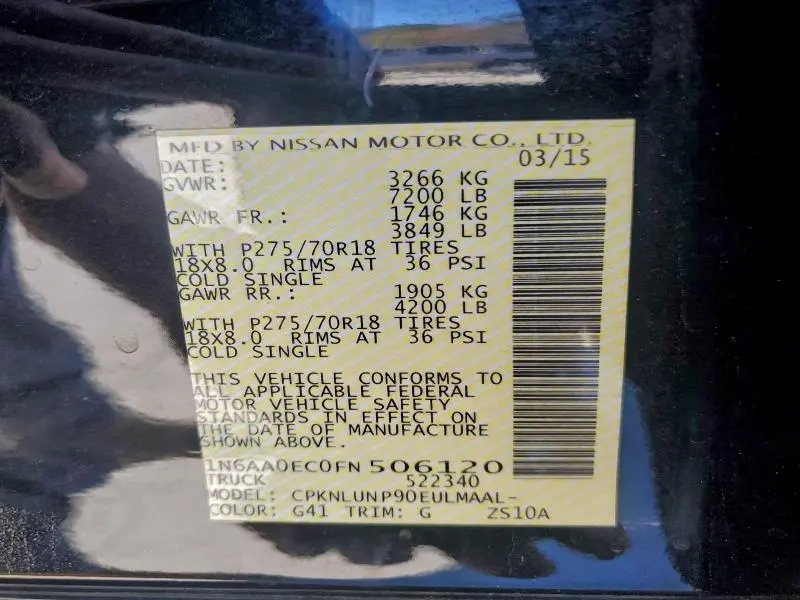 MFD BY NISSAN MOTOR CO., LTD.
DATE: 03/15
GVWR: 3266 KG
7200 LB
GAWR FR.: 1746 KG
3849 LB
WITH P275/70R18 TIRES
18X8.0 RIMS AT 36 PSI
COLD SINGLE
GAWR RR.: 1905 KG
4200 LB
WITH P275/70R18 TIRES
18X8.0 RIMS AT 36 PSI
COLD SINGLE
THIS VEHICLE CONFORMS TO
ALL APPLICABLE FEDERAL
MOTOR VEHICLE SAFETY
STANDARDS IN EFFECT ON
THE DATE OF MANUFACTURE
SHOWN ABOVE.
1N6AA0EC0FN 506120
TRUCK 522340
MODEL: CPKNLUNP90EULMAAL-
COLOR: G41 TRIM: G ZS10A